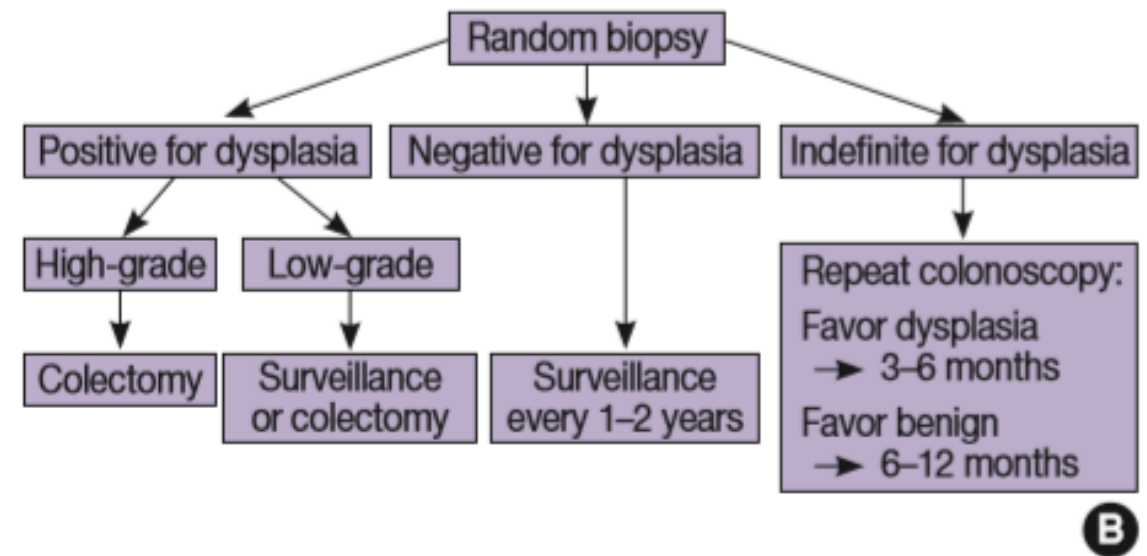 Random biopsy
Positive for dysplasia
Negative for dysplasia
Indefinite for dysplasia
High-grade
Low-grade
Colectomy
Surveillance
or colectomy
Surveillance
every 1–2 years
Repeat colonoscopy:
Favor dysplasia
→ 3–6 months
Favor benign
→ 6–12 months
B